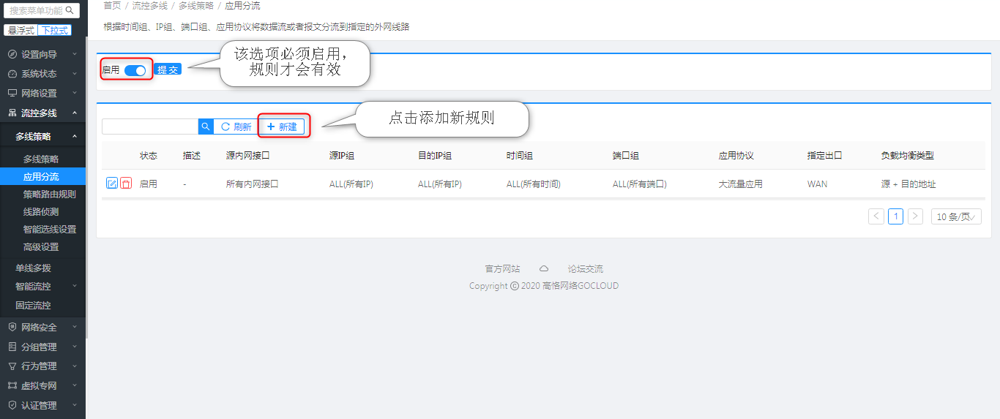 搜索菜单功能
悬浮式 下拉式
设置向导
系统状态
网络设置
流控多线
多线策略
多线策略
应用分流
策略路由规则
线路侦测
智能选线设置
高级设置
单线多拨
智能流控
固定流控
网络安全
分组管理
行为管理
虚拟专网
认证管理
首页 / 流控多线 / 多线策略 / 应用分流
根据时间组、IP组、端口组、应用协议将数据流或者报文分流到指定的外网线路
启用 提交
该选项必须启用，
规则才会有效
刷新 + 新建
点击添加新规则
状态 描述 源内网接口 源IP组 目的IP组 时间组 端口组 应用协议 指定出口 负载均衡类型
启用 - 所有内网接口 ALL(所有IP) ALL(所有IP) ALL(所有时间) ALL(所有端口) 大流量应用 WAN 源 + 目的地址
< 1 > 10 条/页
官方网站 论坛交流
Copyright © 2020 高恪网络GOCLOUD